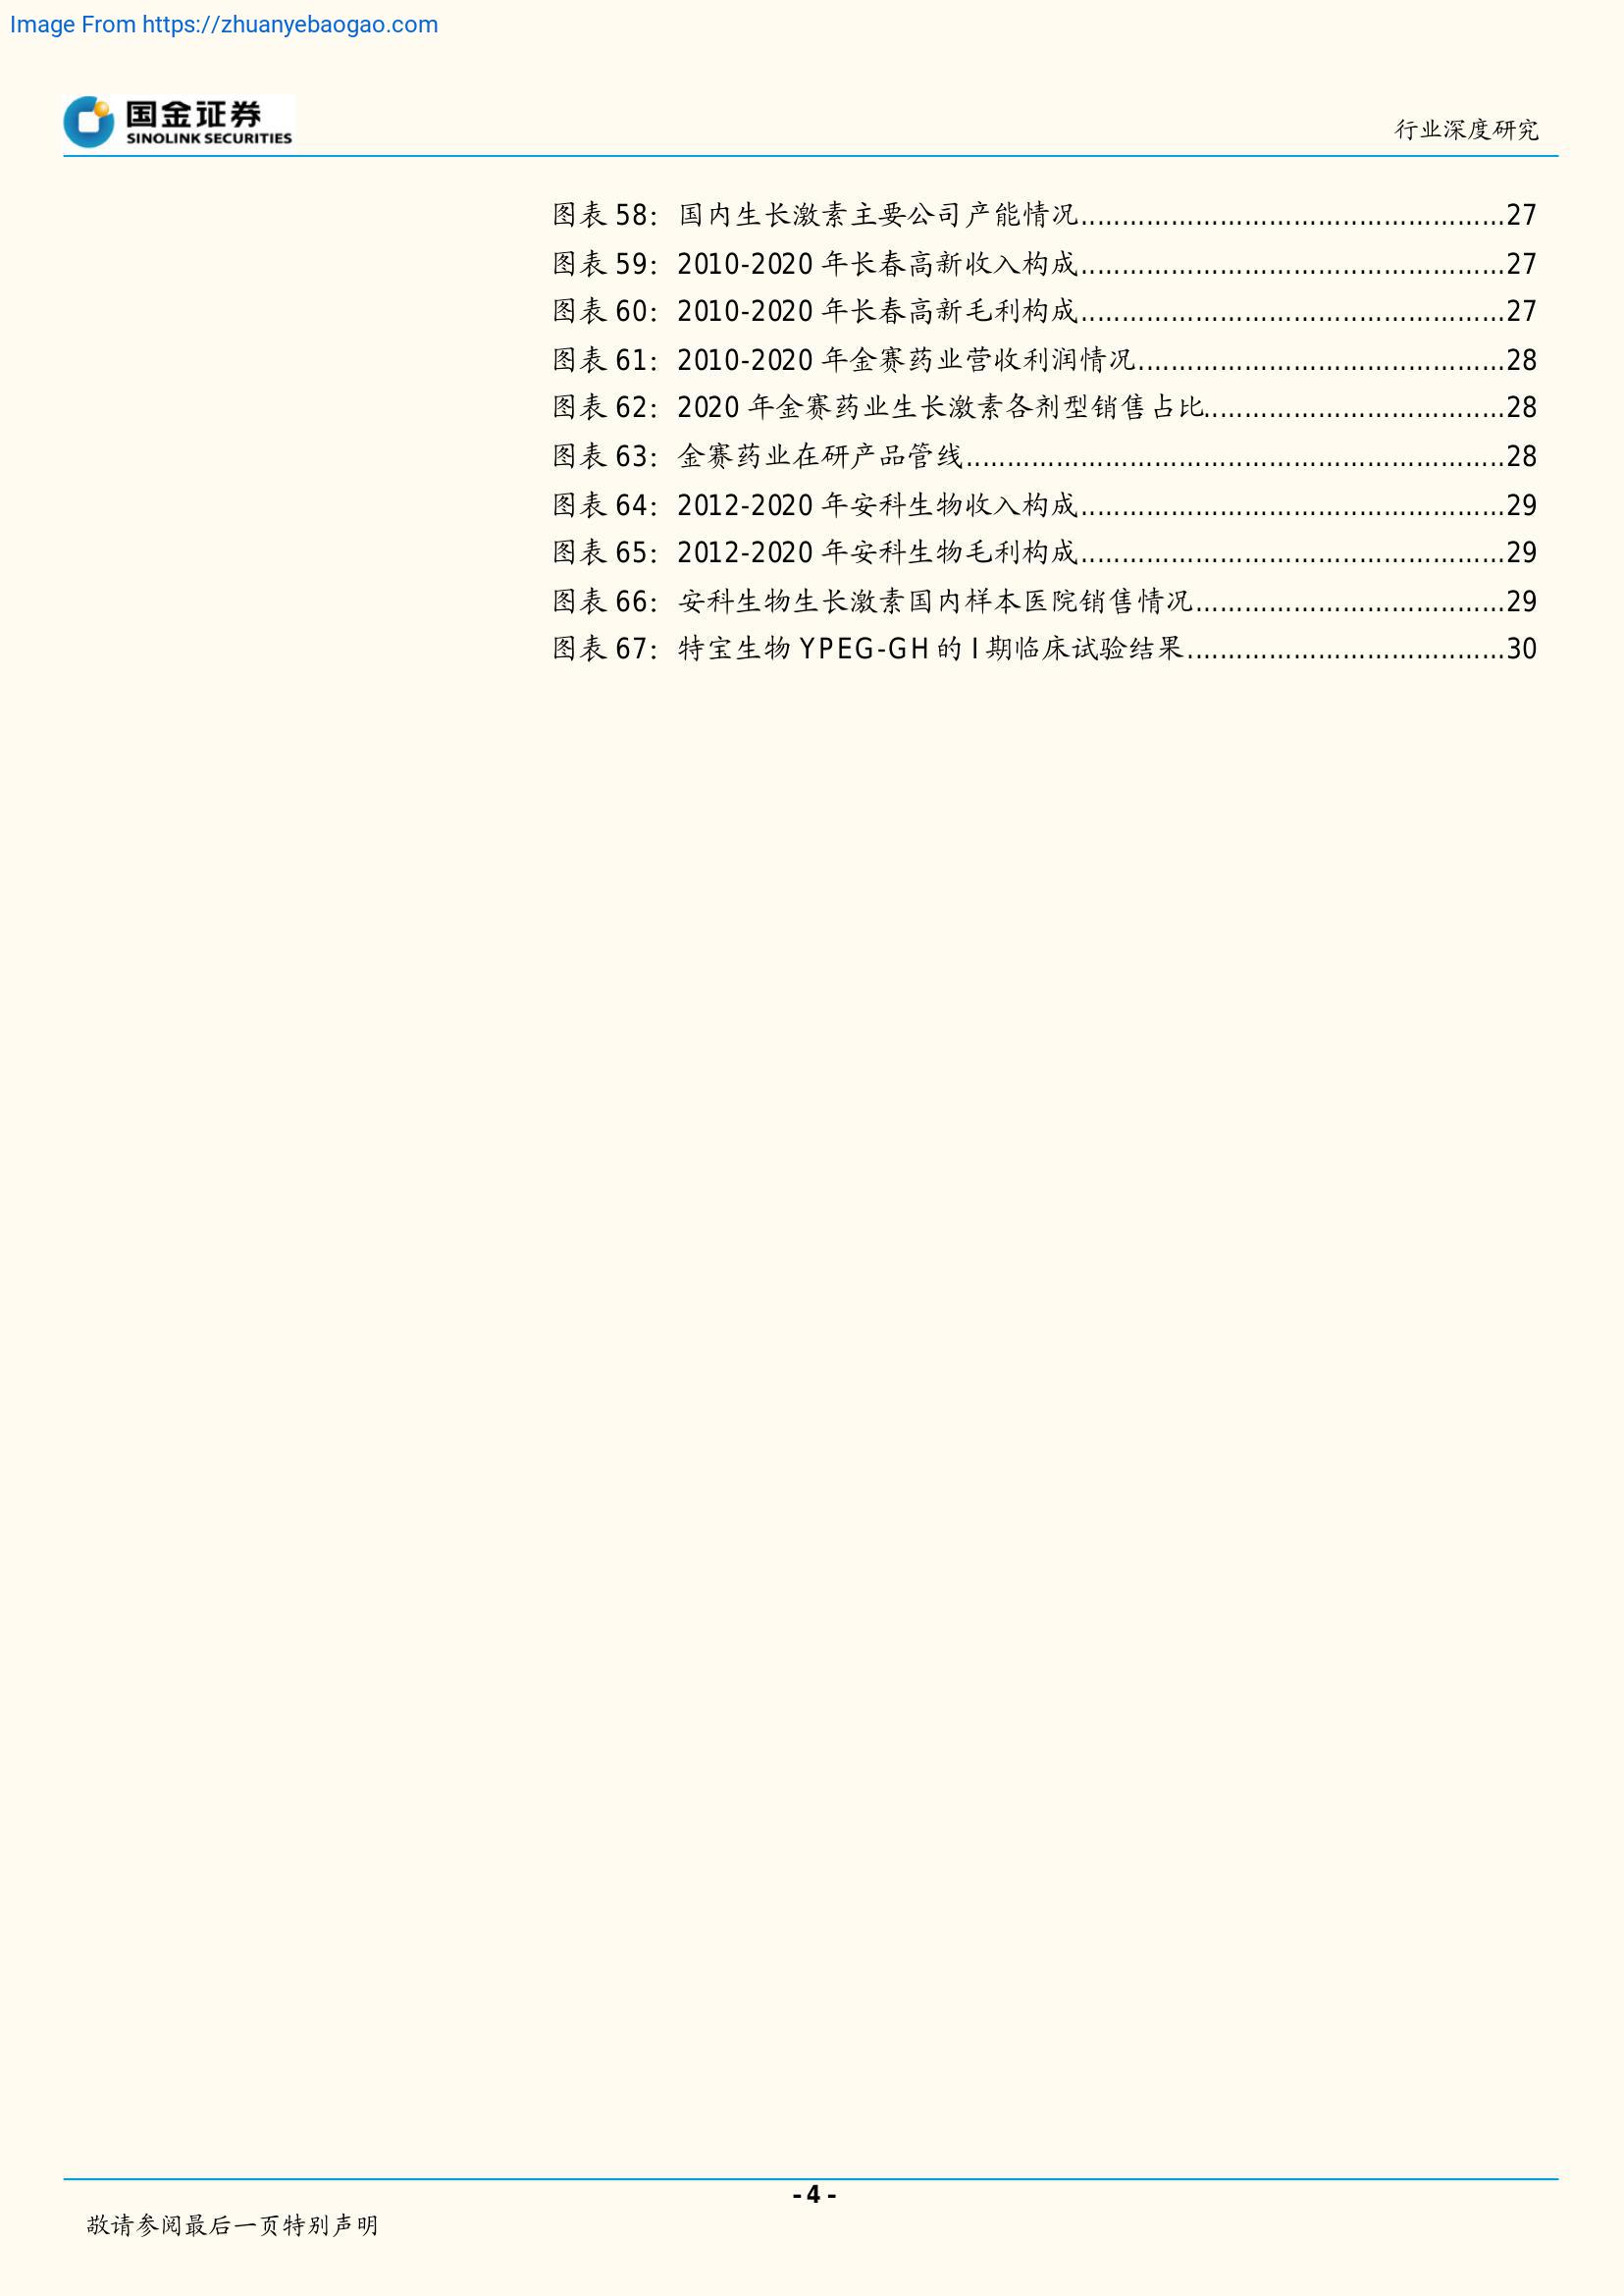 Image From https://zhuanyebaogao.com
国金证券
SINOLINK SECURITIES
行业深度研究
图表 58：国内生长激素主要公司产能情况....................................................27
图表 59：2010-2020 年长春高新收入构成....................................................27
图表 60：2010-2020 年长春高新毛利构成....................................................27
图表 61：2010-2020 年金赛药业营收利润情况.............................................28
图表 62：2020 年金赛药业生长激素各剂型销售占比.....................................28
图表 63：金赛药业在研产品管线..................................................................28
图表 64：2012-2020 年安科生物收入构成....................................................29
图表 65：2012-2020 年安科生物毛利构成....................................................29
图表 66：安科生物生长激素国内样本医院销售情况......................................29
图表 67：特宝生物 YPEG-GH 的 I 期临床试验结果.......................................30
- 4 -
敬请参阅最后一页特别声明